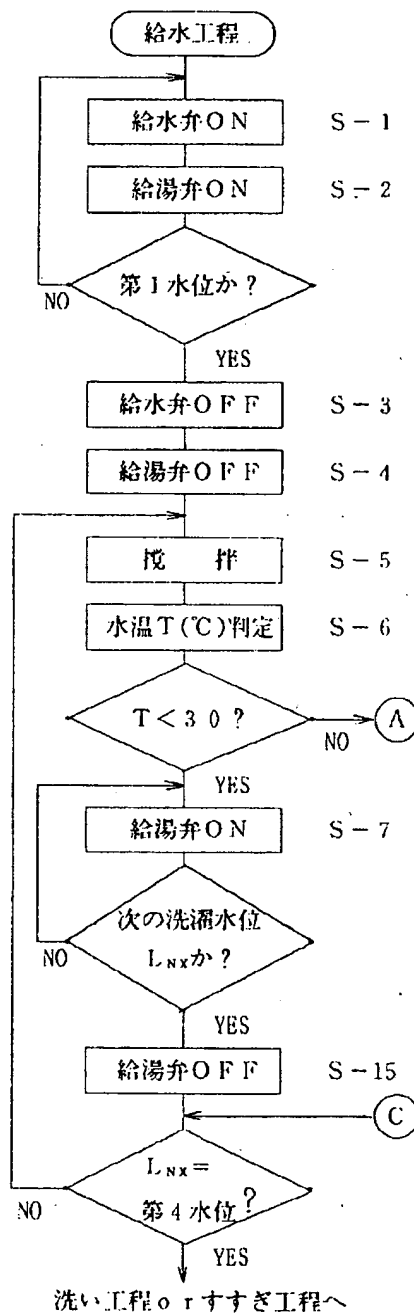 給水工程
給水弁ON S-1
給湯弁ON S-2
第1水位か?
NO
YES
給水弁OFF S-3
給湯弁OFF S-4
撹 拌 S-5
水温T(℃)判定 S-6
T<30?
NO A
YES
給湯弁ON S-7
次の洗濯水位
LNXか?
NO
YES
給湯弁OFF S-15
C
LNX=
第4水位?
NO
YES
洗い工程orすすぎ工程へ